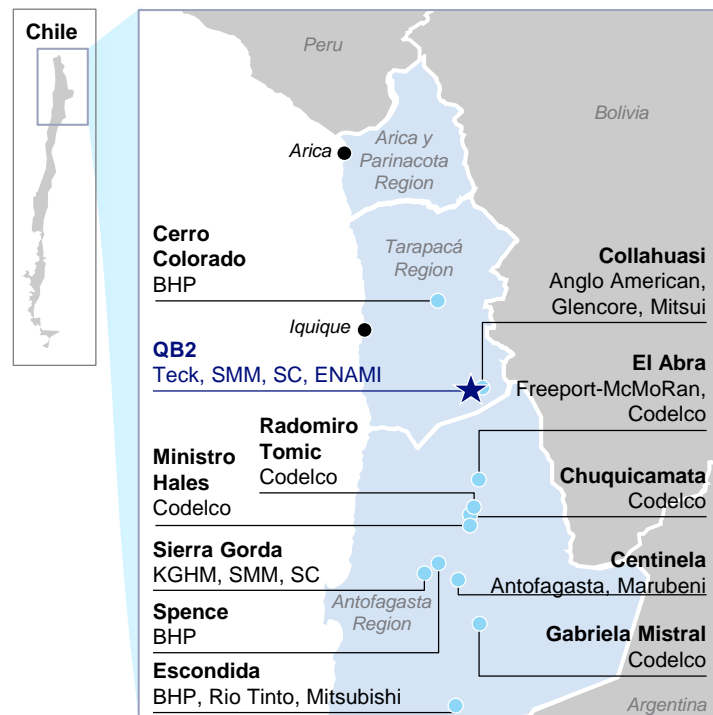 Chile
Peru
Bolivia
Arica
Arica y
Parinacota
Region
Cerro
Colorado
BHP
Tarapacá
Region
Collahuasi
Anglo American,
Glencore, Mitsui
Iquique
QB2
Teck, SMM, SC, ENAMI
El Abra
Freeport-McMoRan,
Codelco
Radomiro
Tomic
Codelco
Ministro
Hales
Codelco
Chuquicamata
Codelco
Sierra Gorda
KGHM, SMM, SC
Centinela
Antofagasta, Marubeni
Antofagasta
Region
Spence
BHP
Gabriela Mistral
Codelco
Escondida
BHP, Rio Tinto, Mitsubishi
Argentina